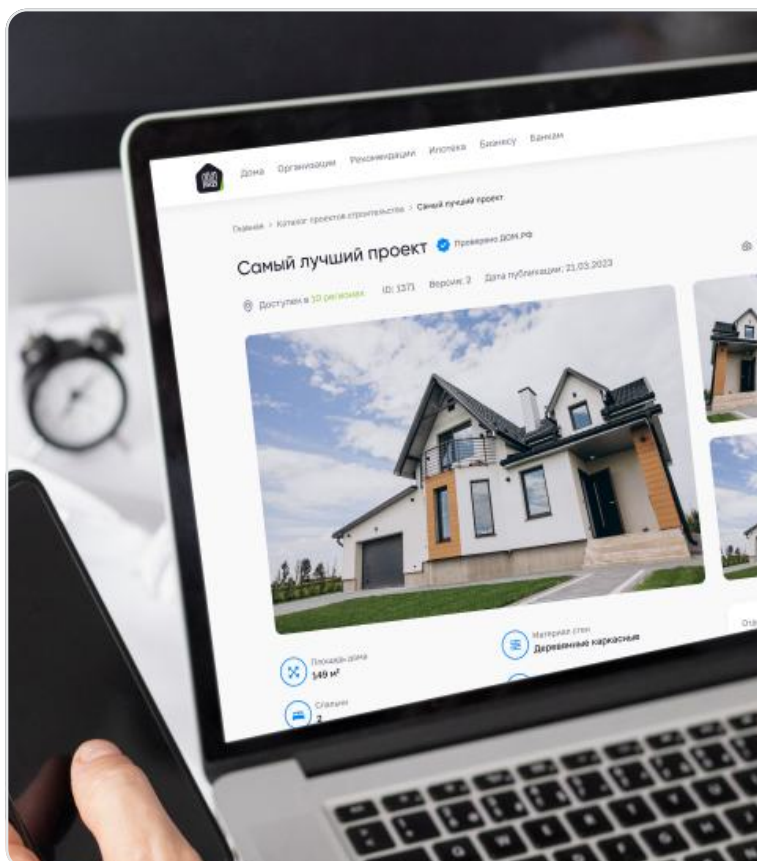 Дома Организации Рекомендации Ипотека Бизнесу Банкам
Главная > Каталог проектов строительства > Самый лучший проект
Самый лучший проект Проверено ДОМ.РФ
Доступен в 10 регионах ID: 1371 Версия: 2 Дата публикации: 21.03.2023
Площадь дома
149 м²
Материал стен
Деревянные каркасные
Спальни
2